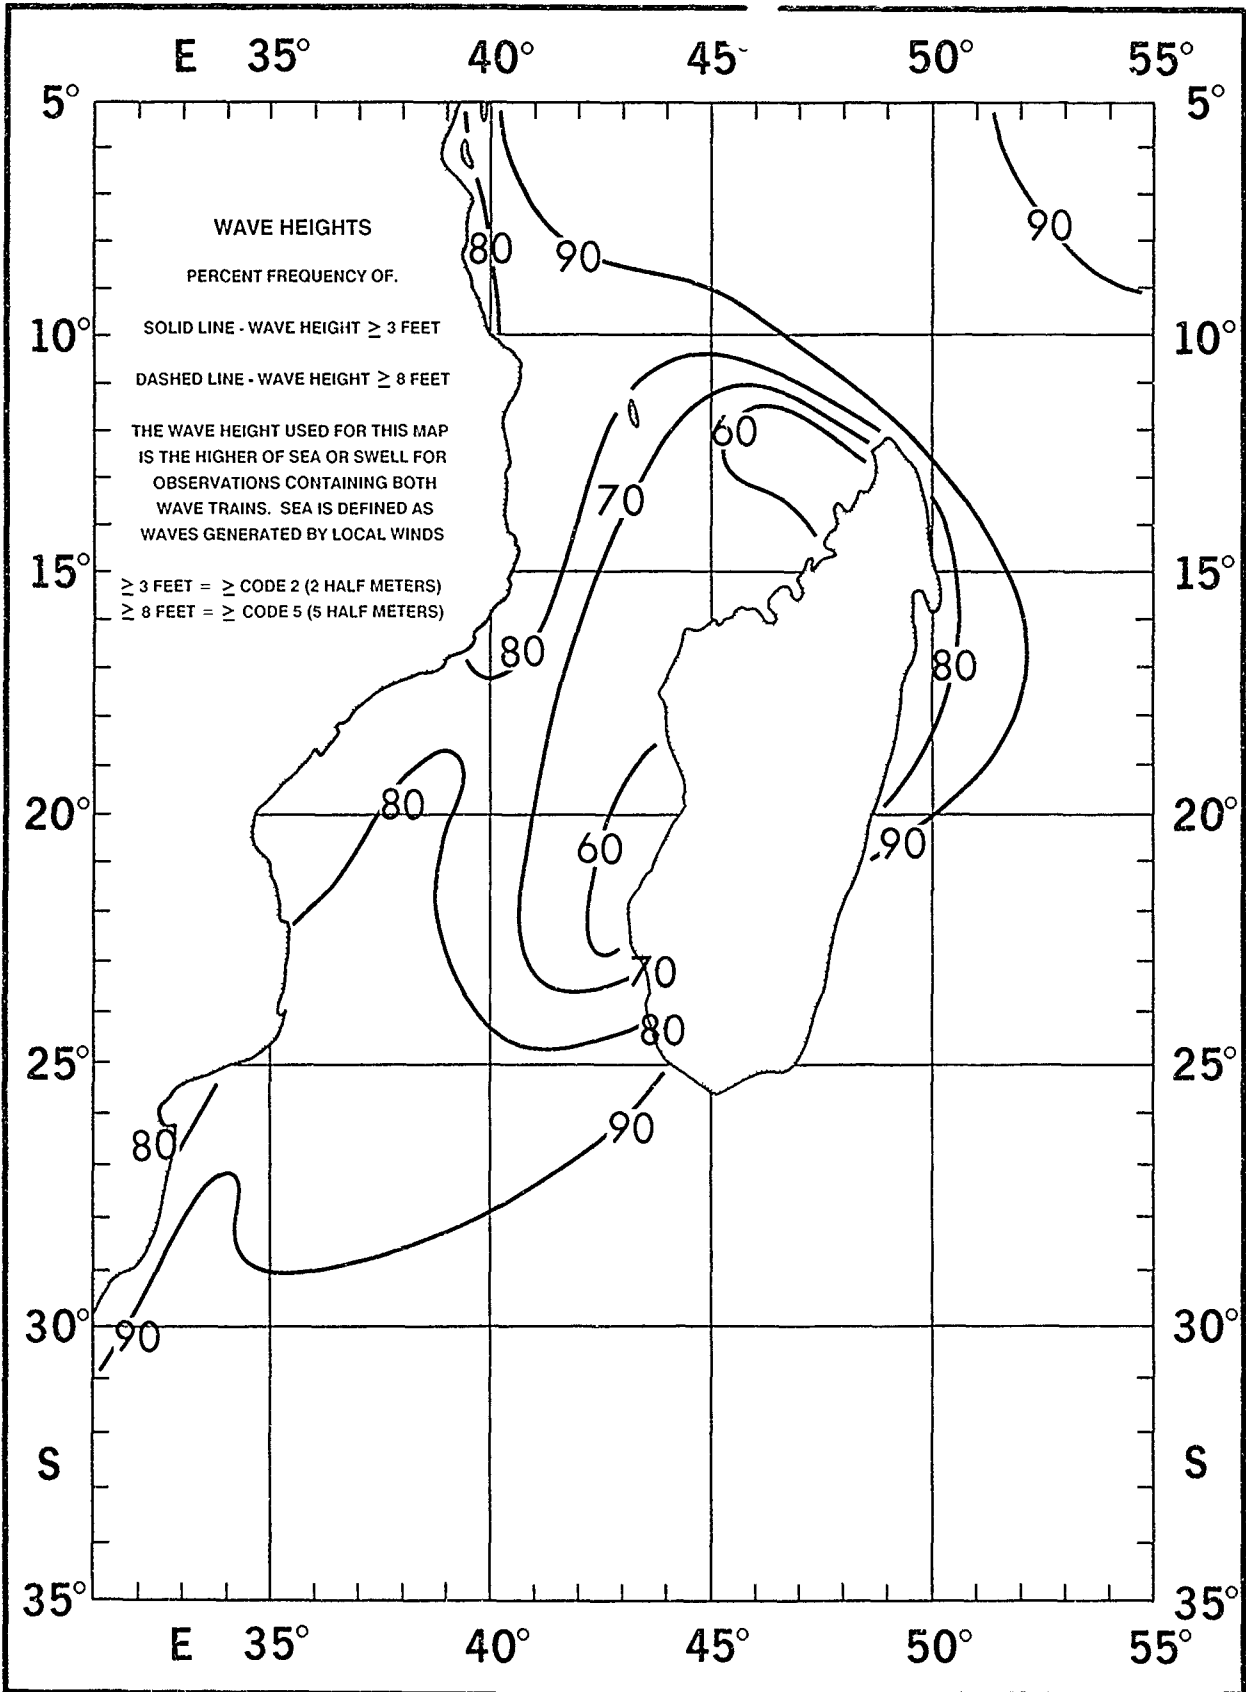 E 35° 40° 45° 50° 55°
5° 5°
WAVE HEIGHTS
PERCENT FREQUENCY OF.
SOLID LINE - WAVE HEIGHT ≥ 3 FEET
DASHED LINE - WAVE HEIGHT ≥ 8 FEET
THE WAVE HEIGHT USED FOR THIS MAP
IS THE HIGHER OF SEA OR SWELL FOR
OBSERVATIONS CONTAINING BOTH
WAVE TRAINS. SEA IS DEFINED AS
WAVES GENERATED BY LOCAL WINDS
≥ 3 FEET = ≥ CODE 2 (2 HALF METERS)
≥ 8 FEET = ≥ CODE 5 (5 HALF METERS)
90
80 90
10° 10°
60
70
15° 15°
80 80
80
20° 20°
60 90
70
80
25° 25°
90
80
30° 30°
90
S S
35° 35°
E 35° 40° 45° 50° 55°